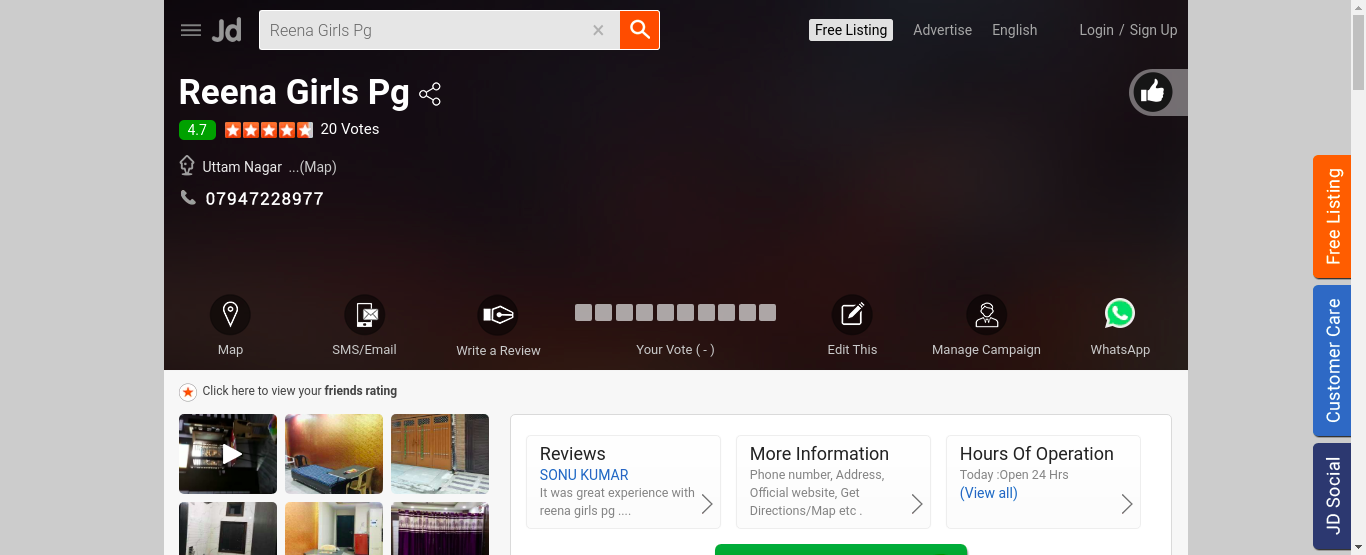 Jd
Reena Girls Pg
Free Listing
Advertise
English
Login / Sign Up
Reena Girls Pg
4.7
20 Votes
Uttam Nagar ...(Map)
07947228977
Map
SMS/Email
Write a Review
Your Vote ( - )
Edit This
Manage Campaign
WhatsApp
Click here to view your friends rating
Reviews
SONU KUMAR
It was great experience with
reena girls pg ....
More Information
Phone number, Address,
Official website, Get
Directions/Map etc .
Hours Of Operation
Today :Open 24 Hrs
(View all)
Free Listing
Customer Care
JD Social